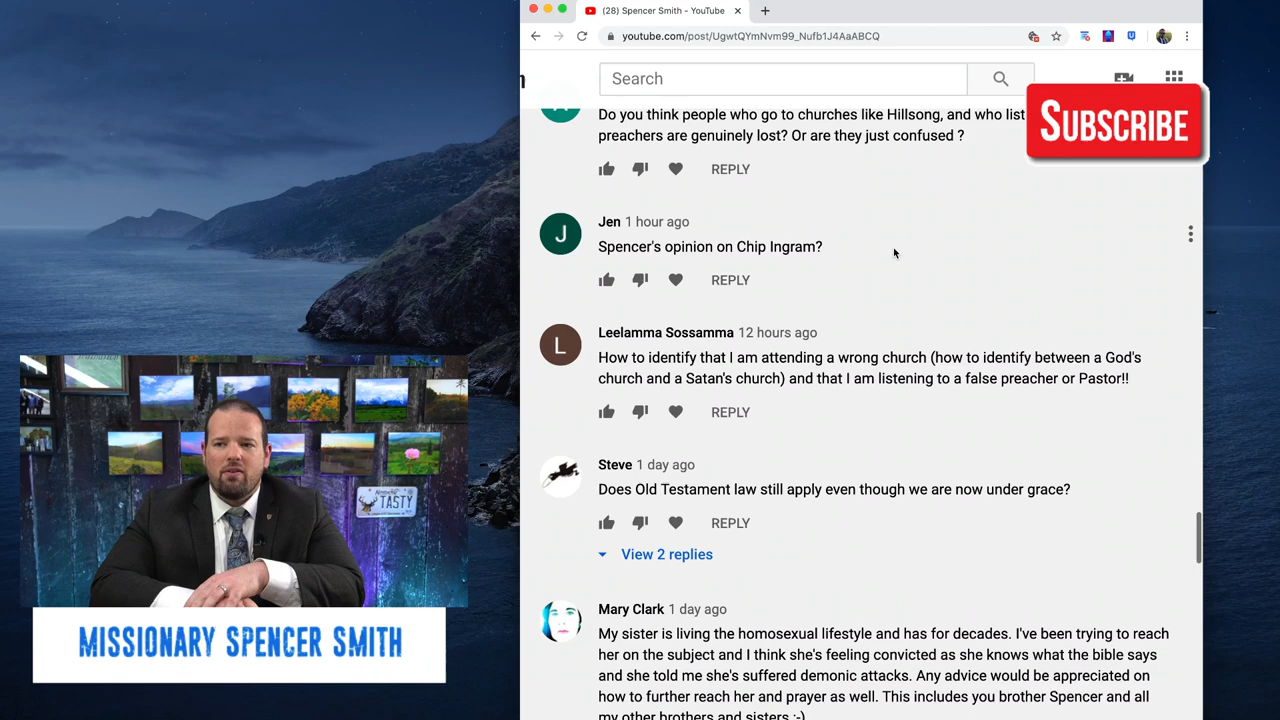 (28) Spencer Smith - YouTube
youtube.com/post/UgwtQYmNvm99_Nufb1J4AaABCQ
Search
SUBSCRIBE
Do you think people who go to churches like Hillsong, and who list
preachers are genuinely lost? Or are they just confused ?
REPLY
Jen 1 hour ago
Spencer's opinion on Chip Ingram?
REPLY
Leelamma Sossamma 12 hours ago
How to identify that I am attending a wrong church (how to identify between a God's
church and a Satan's church) and that I am listening to a false preacher or Pastor!!
REPLY
Steve 1 day ago
Does Old Testament law still apply even though we are now under grace?
REPLY
View 2 replies
Mary Clark 1 day ago
My sister is living the homosexual lifestyle and has for decades. I've been trying to reach
her on the subject and I think she's feeling convicted as she knows what the bible says
and she told me she's suffered demonic attacks. Any advice would be appreciated on
how to further reach her and prayer as well. This includes you brother Spencer and all
my other brothers and sisters :-)
J
L
TASTY
MISSIONARY SPENCER SMITH